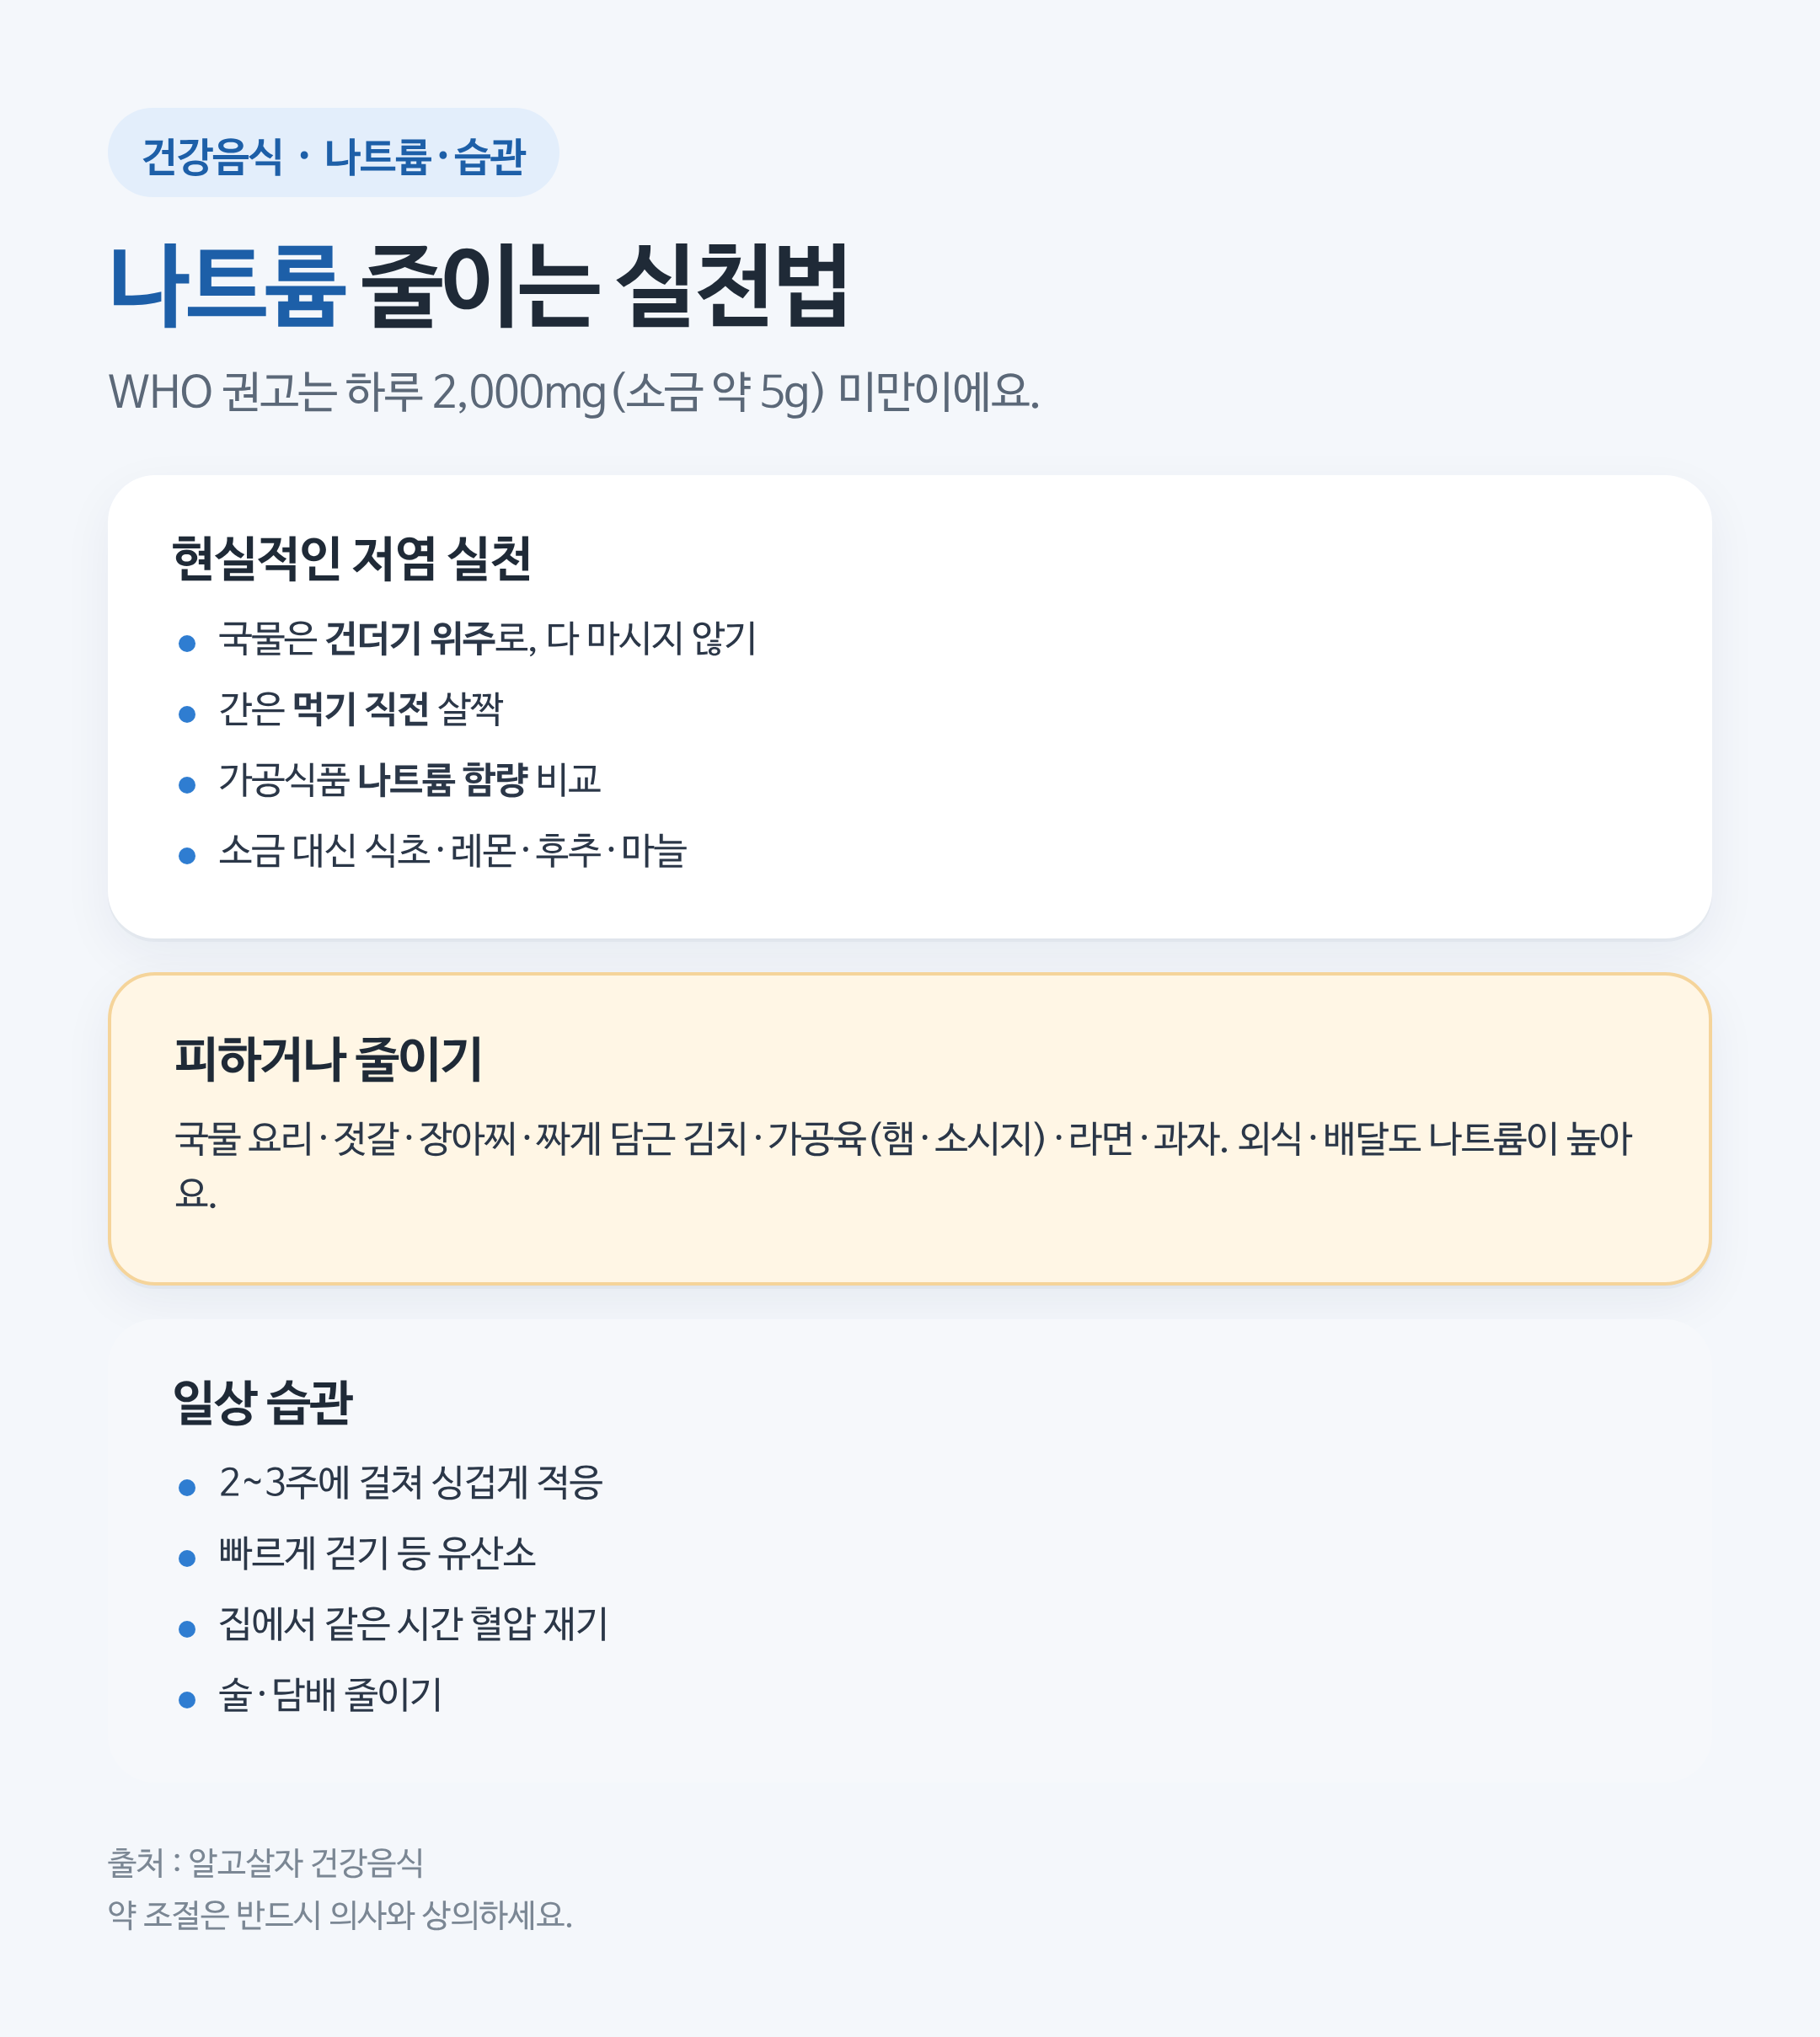 건강음식 · 나트륨·습관
나트륨 줄이는 실천법
WHO 권고는 하루 2,000mg(소금 약 5g) 미만이에요.
현실적인 저염 실천
국물은 건더기 위주로, 다 마시지 않기
간은 먹기 직전 살짝
가공식품 나트륨 함량 비교
소금 대신 식초·레몬·후추·마늘
피하거나 줄이기
국물 요리·젓갈·장아찌·짜게 담근 김치·가공육(햄·소시지)·라면·과자. 외식·배달도 나트륨이 높아
요.
일상 습관
2~3주에 걸쳐 싱겁게 적응
빠르게 걷기 등 유산소
집에서 같은 시간 혈압 재기
술·담배 줄이기
출처 : 알고살자 건강음식
약 조절은 반드시 의사와 상의하세요.